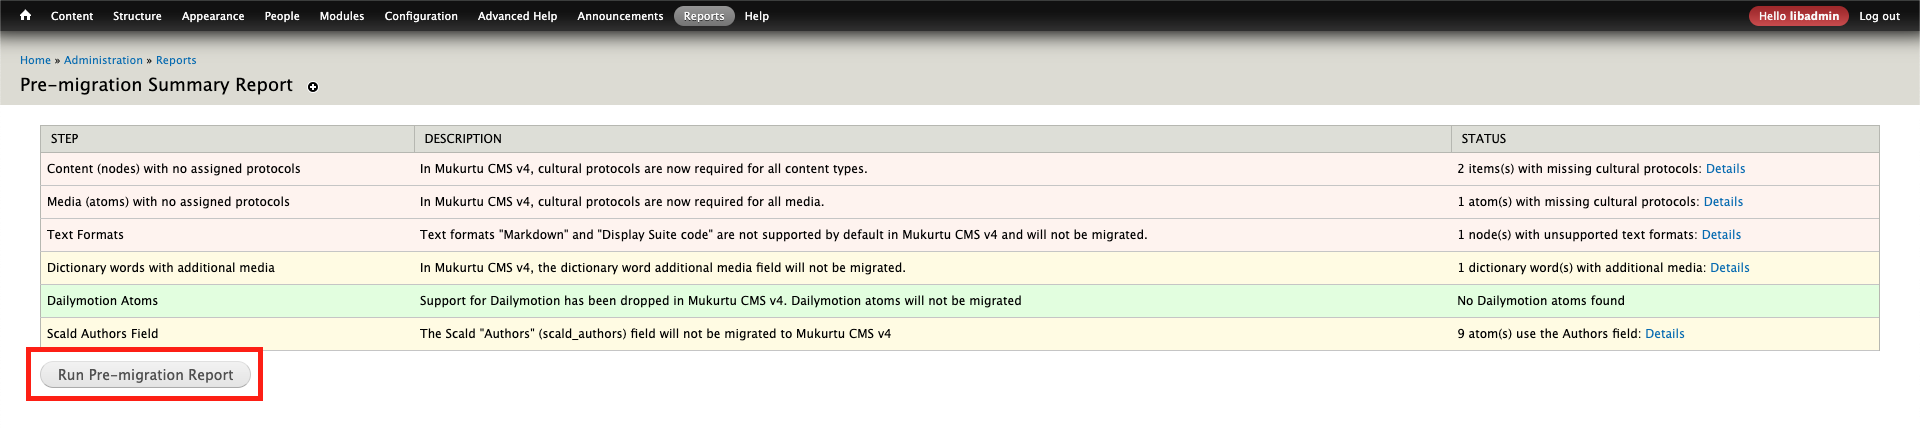 Content Structure Appearance People Modules Configuration Advanced Help Announcements Reports Help Hello libadmin Log out
Home » Administration » Reports
Pre-migration Summary Report
STEP DESCRIPTION STATUS
Content (nodes) with no assigned protocols In Mukurtu CMS v4, cultural protocols are now required for all content types. 2 items(s) with missing cultural protocols: Details
Media (atoms) with no assigned protocols In Mukurtu CMS v4, cultural protocols are now required for all media. 1 atom(s) with missing cultural protocols: Details
Text Formats Text formats "Markdown" and "Display Suite code" are not supported by default in Mukurtu CMS v4 and will not be migrated. 1 node(s) with unsupported text formats: Details
Dictionary words with additional media In Mukurtu CMS v4, the dictionary word additional media field will not be migrated. 1 dictionary word(s) with additional media: Details
Dailymotion Atoms Support for Dailymotion has been dropped in Mukurtu CMS v4. Dailymotion atoms will not be migrated No Dailymotion atoms found
Scald Authors Field The Scald "Authors" (scald_authors) field will not be migrated to Mukurtu CMS v4 9 atom(s) use the Authors field: Details
Run Pre-migration Report